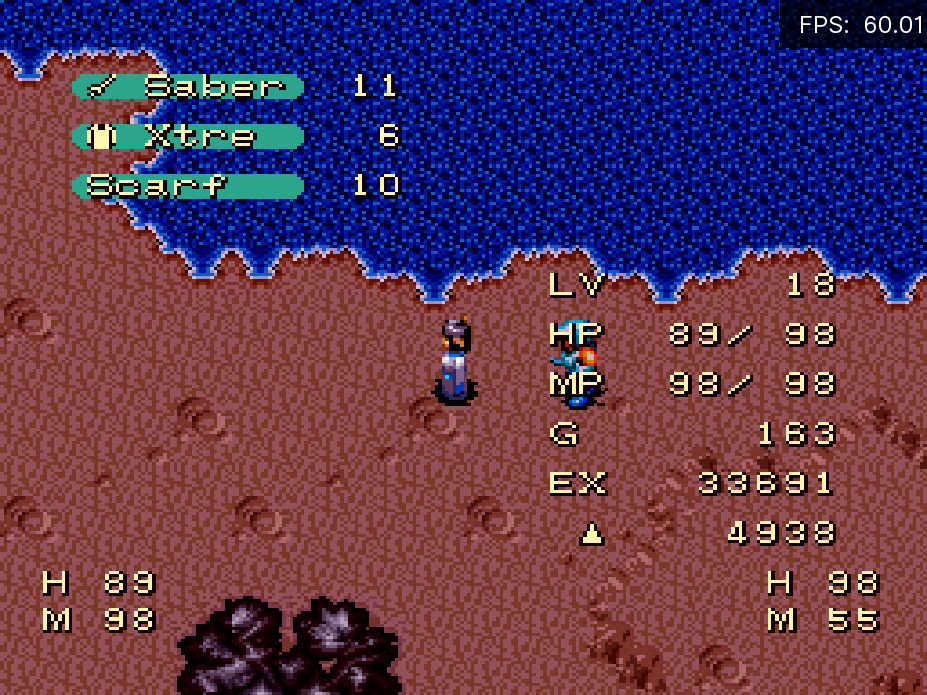 FPS: 60.01
Saber 11
Xtre 6
Scarf 10
LV 18
HP 89/ 98
MP 98/ 98
G 163
EX 33691
▲ 4938
H 89
M 98
H 98
M 55